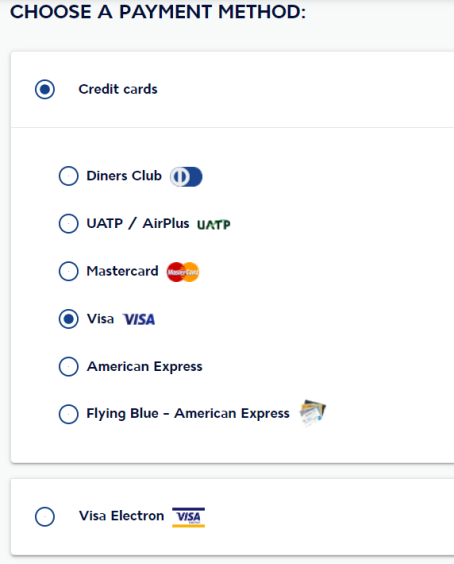 CHOOSE A PAYMENT METHOD:
Credit cards
Diners Club
UATP / AirPlus UATP
Mastercard MasterCard
Visa VISA
American Express
Flying Blue - American Express
Visa Electron VISA